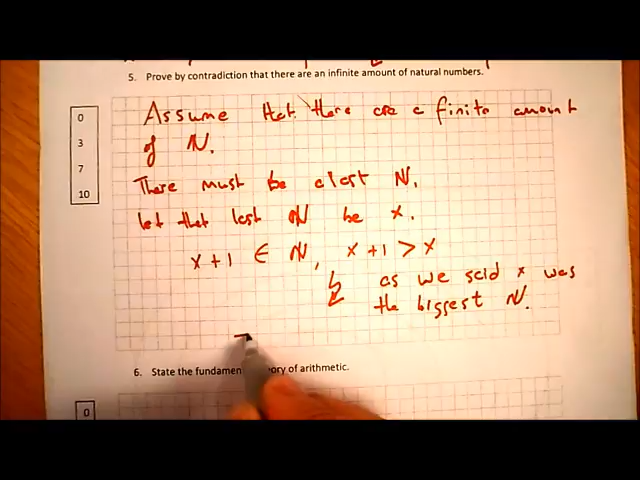 5. Prove by contradiction that there are an infinite amount of natural numbers.
0
3
7
10
Assume that there are a finite amount
of ℕ.
There must be a last ℕ.
let that last ℕ be x.
x+1 ∈ ℕ, x+1 > x
as we said x was
the biggest ℕ.
6. State the fundamen ory of arithmetic.
0